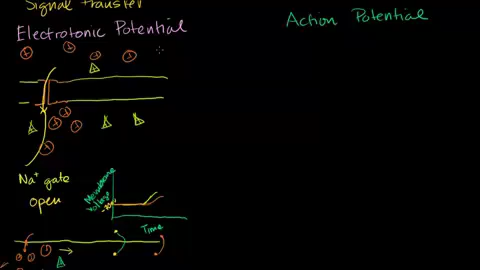 Signal transfer
Electrotonic Potential
Action Potential
Na⁺ gate
open
Membrane
Voltage
Time